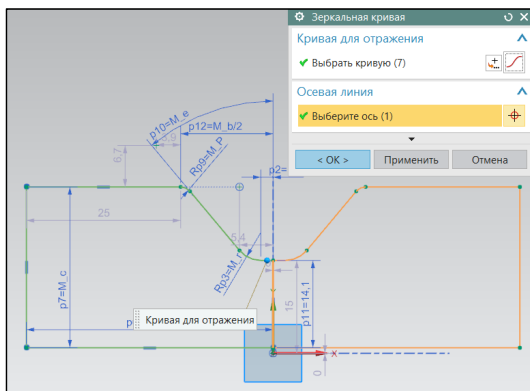 Зеркальная кривая
Кривая для отражения
Выбрать кривую (7)
Осевая линия
Выберите ось (1)
< OK >
Применить
Отмена
p10=M_e
p12=M_b/2
6,7
Rp9=M_P
p2=
25
5,4
p7=M_c
Rp3=M_r
15
p11=14,1
p
Кривая для отражения
X
0